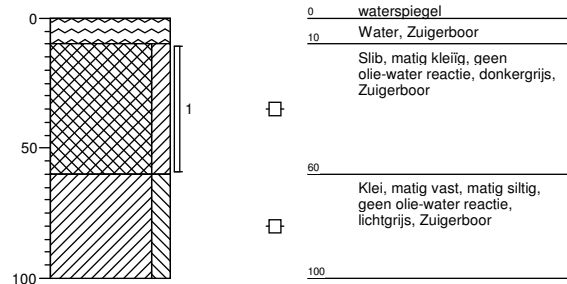 0
50
100
1
0 waterspiegel
10 Water, Zuigerboor
Slib, matig kleiïg, geen
olie-water reactie, donkergrijs,
Zuigerboor
60
Klei, matig vast, matig siltig,
geen olie-water reactie,
lichtgrijs, Zuigerboor
100